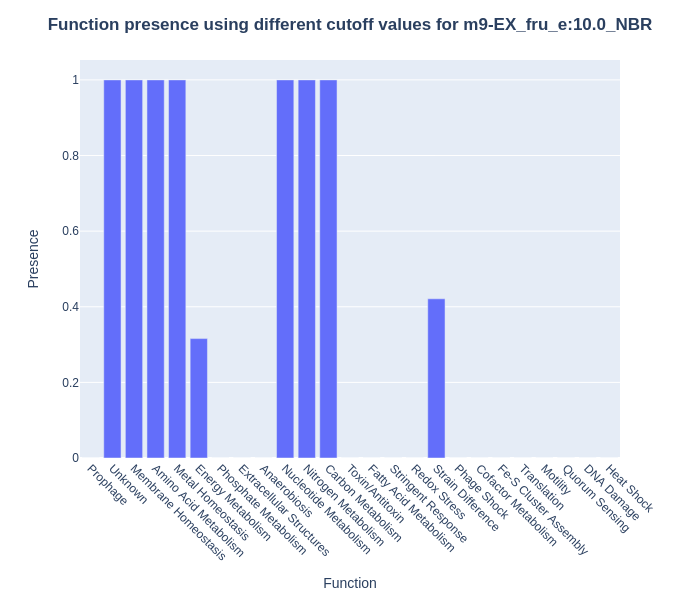 Function presence using different cutoff values for m9-EX_fru_e:10.0_NBR
Presence
1
0.8
0.6
0.4
0.2
0
Prophage
Unknown
Membrane Homeostasis
Amino Acid Metabolism
Metal Homeostasis
Energy Metabolism
Phosphate Metabolism
Extracellular Structures
Anaerobiosis
Nucleotide Metabolism
Nitrogen Metabolism
Carbon Metabolism
Toxin/Antitoxin
Fatty Acid Metabolism
Stringent Response
Redox Stress
Strain Difference
Phage Shock
Cofactor Metabolism
Fe-S Cluster Assembly
Translation
Motility
Quorum Sensing
DNA Damage
Heat Shock
Function